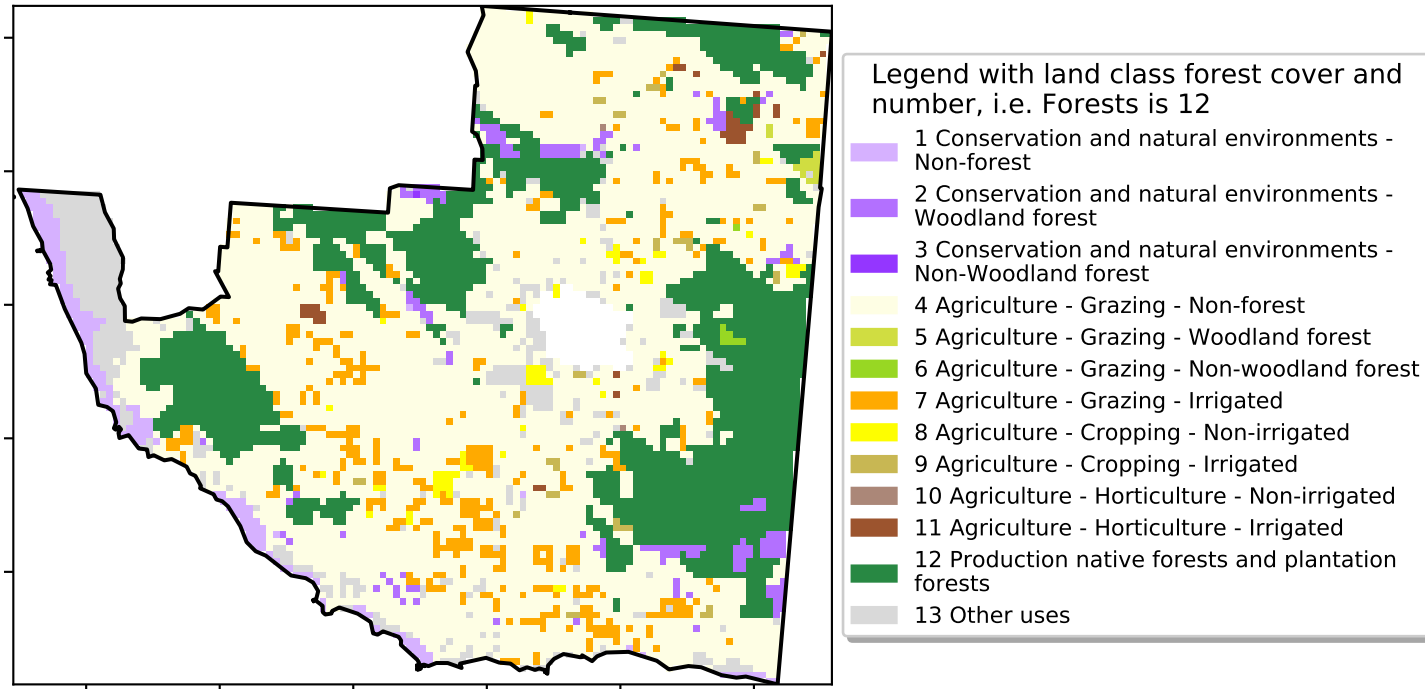 Legend with land class forest cover and
number, i.e. Forests is 12
1 Conservation and natural environments -
Non-forest
2 Conservation and natural environments -
Woodland forest
3 Conservation and natural environments -
Non-Woodland forest
4 Agriculture - Grazing - Non-forest
5 Agriculture - Grazing - Woodland forest
6 Agriculture - Grazing - Non-woodland forest
7 Agriculture - Grazing - Irrigated
8 Agriculture - Cropping - Non-irrigated
9 Agriculture - Cropping - Irrigated
10 Agriculture - Horticulture - Non-irrigated
11 Agriculture - Horticulture - Irrigated
12 Production native forests and plantation
forests
13 Other uses